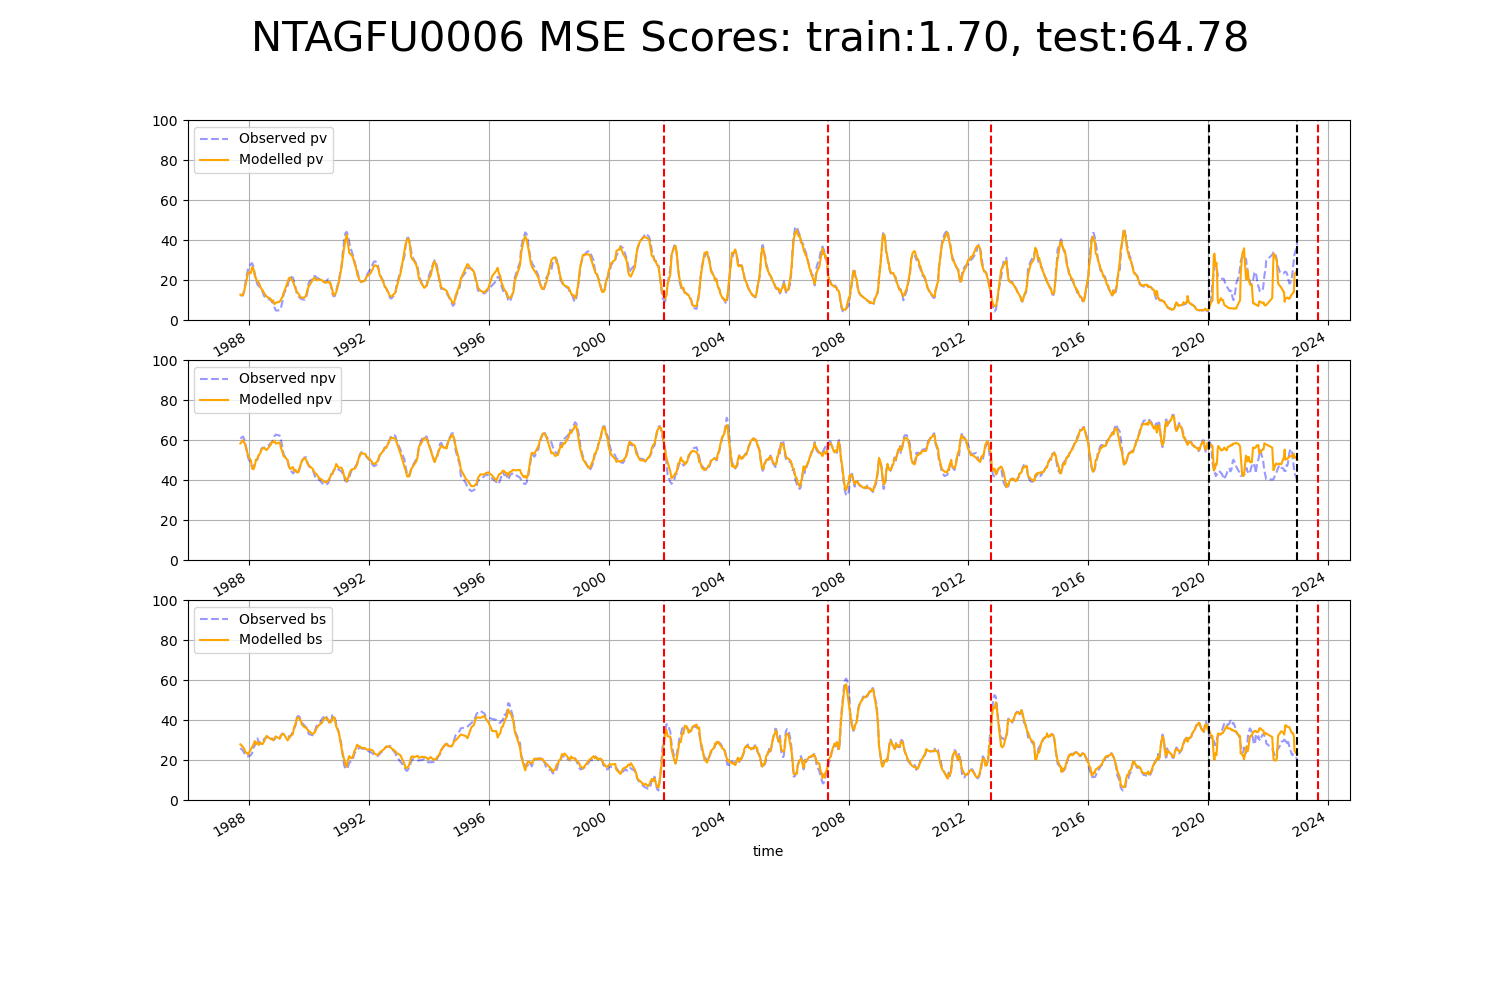 NTAGFU0006 MSE Scores: train:1.70, test:64.78
100
80
60
40
20
0
Observed pv
Modelled pv
1988 1992 1996 2000 2004 2008 2012 2016 2020 2024
100
80
60
40
20
0
Observed npv
Modelled npv
1988 1992 1996 2000 2004 2008 2012 2016 2020 2024
100
80
60
40
20
0
Observed bs
Modelled bs
1988 1992 1996 2000 2004 2008 2012 2016 2020 2024
time